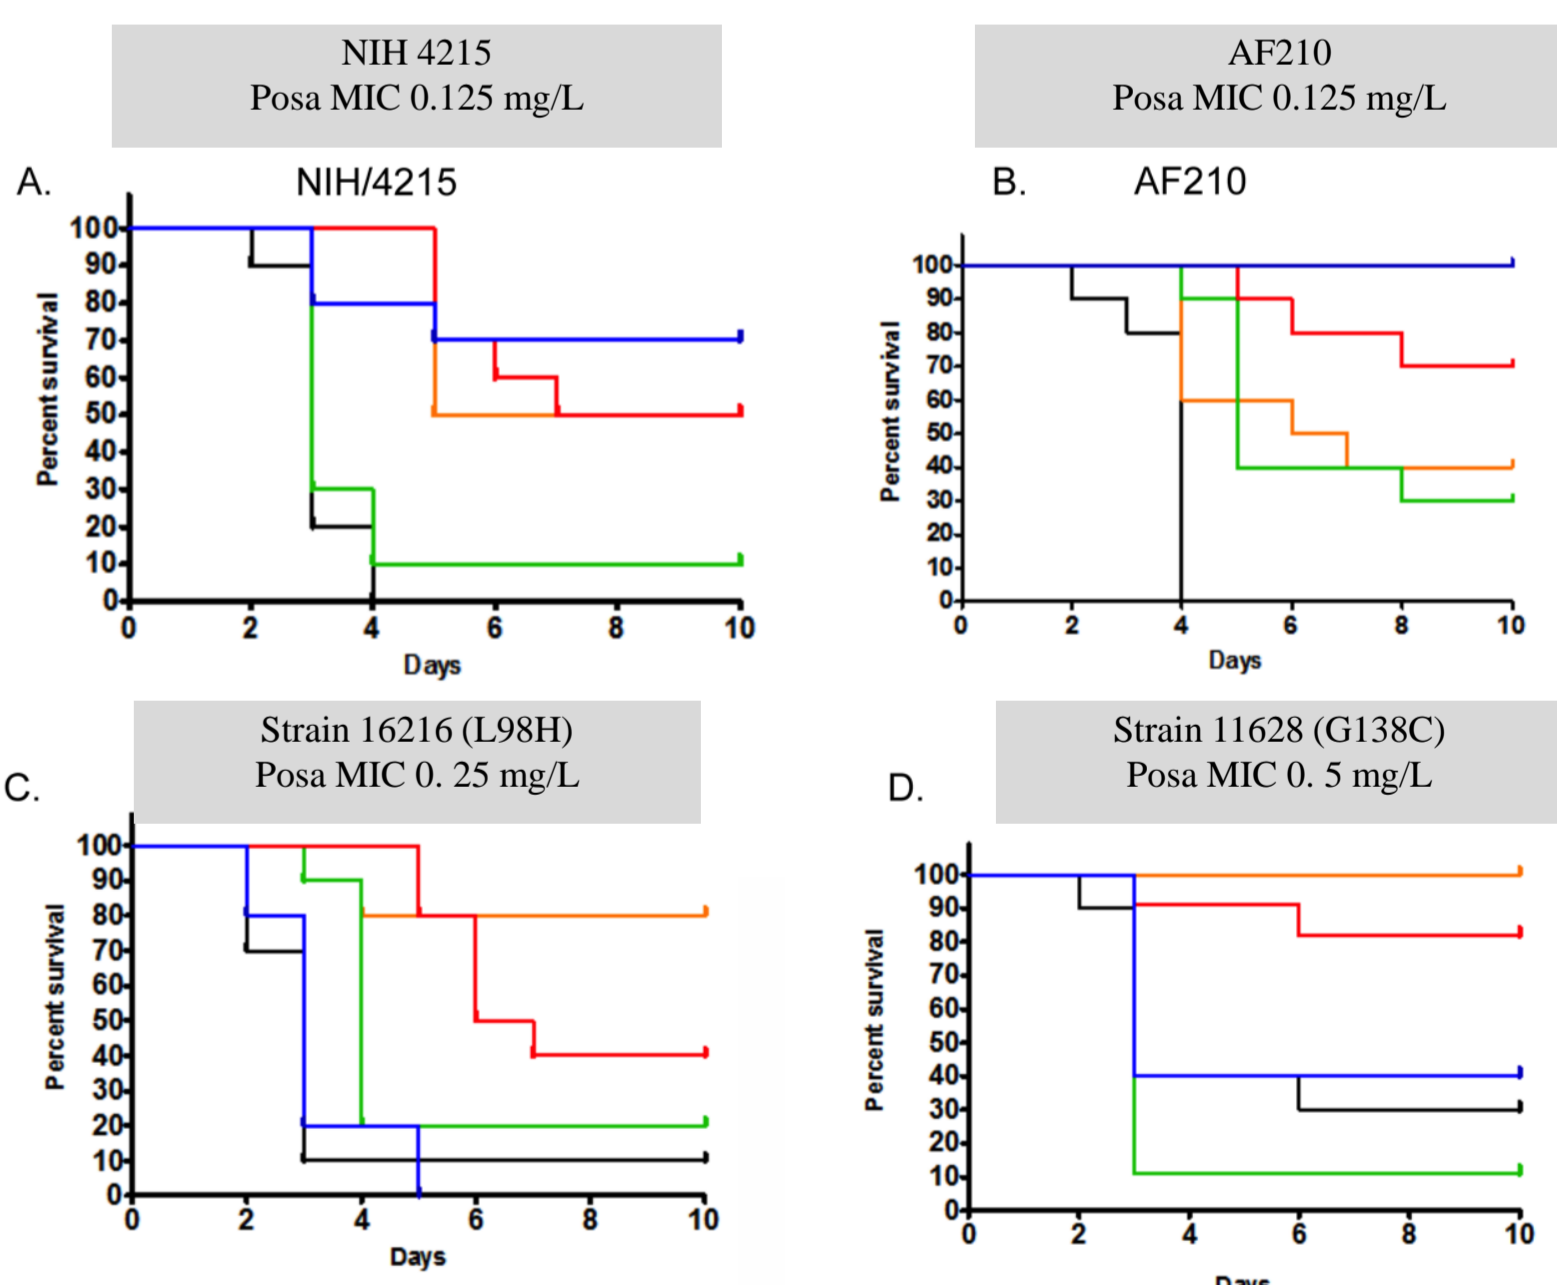 NIH 4215
Posa MIC 0.125 mg/L
AF210
Posa MIC 0.125 mg/L
A.
NIH/4215
B.
AF210
Percent survival
100
90
80
70
60
50
40
30
20
10
0
0 2 4 6 8 10
Days
Percent survival
100
90
80
70
60
50
40
30
20
10
0
0 2 4 6 8 10
Days
Strain 16216 (L98H)
Posa MIC 0. 25 mg/L
Strain 11628 (G138C)
Posa MIC 0. 5 mg/L
C.
D.
Percent survival
100
90
80
70
60
50
40
30
20
10
0
0 2 4 6 8 10
Days
Percent survival
100
90
80
70
60
50
40
30
20
10
0
0 2 4 6 8 10
Days